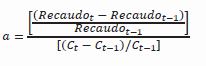 a = [(Recaudo_t − Recaudo_{t−1}) / Recaudo_{t−1}] / [(C_t − C_{t−1})/C_{t−1}]